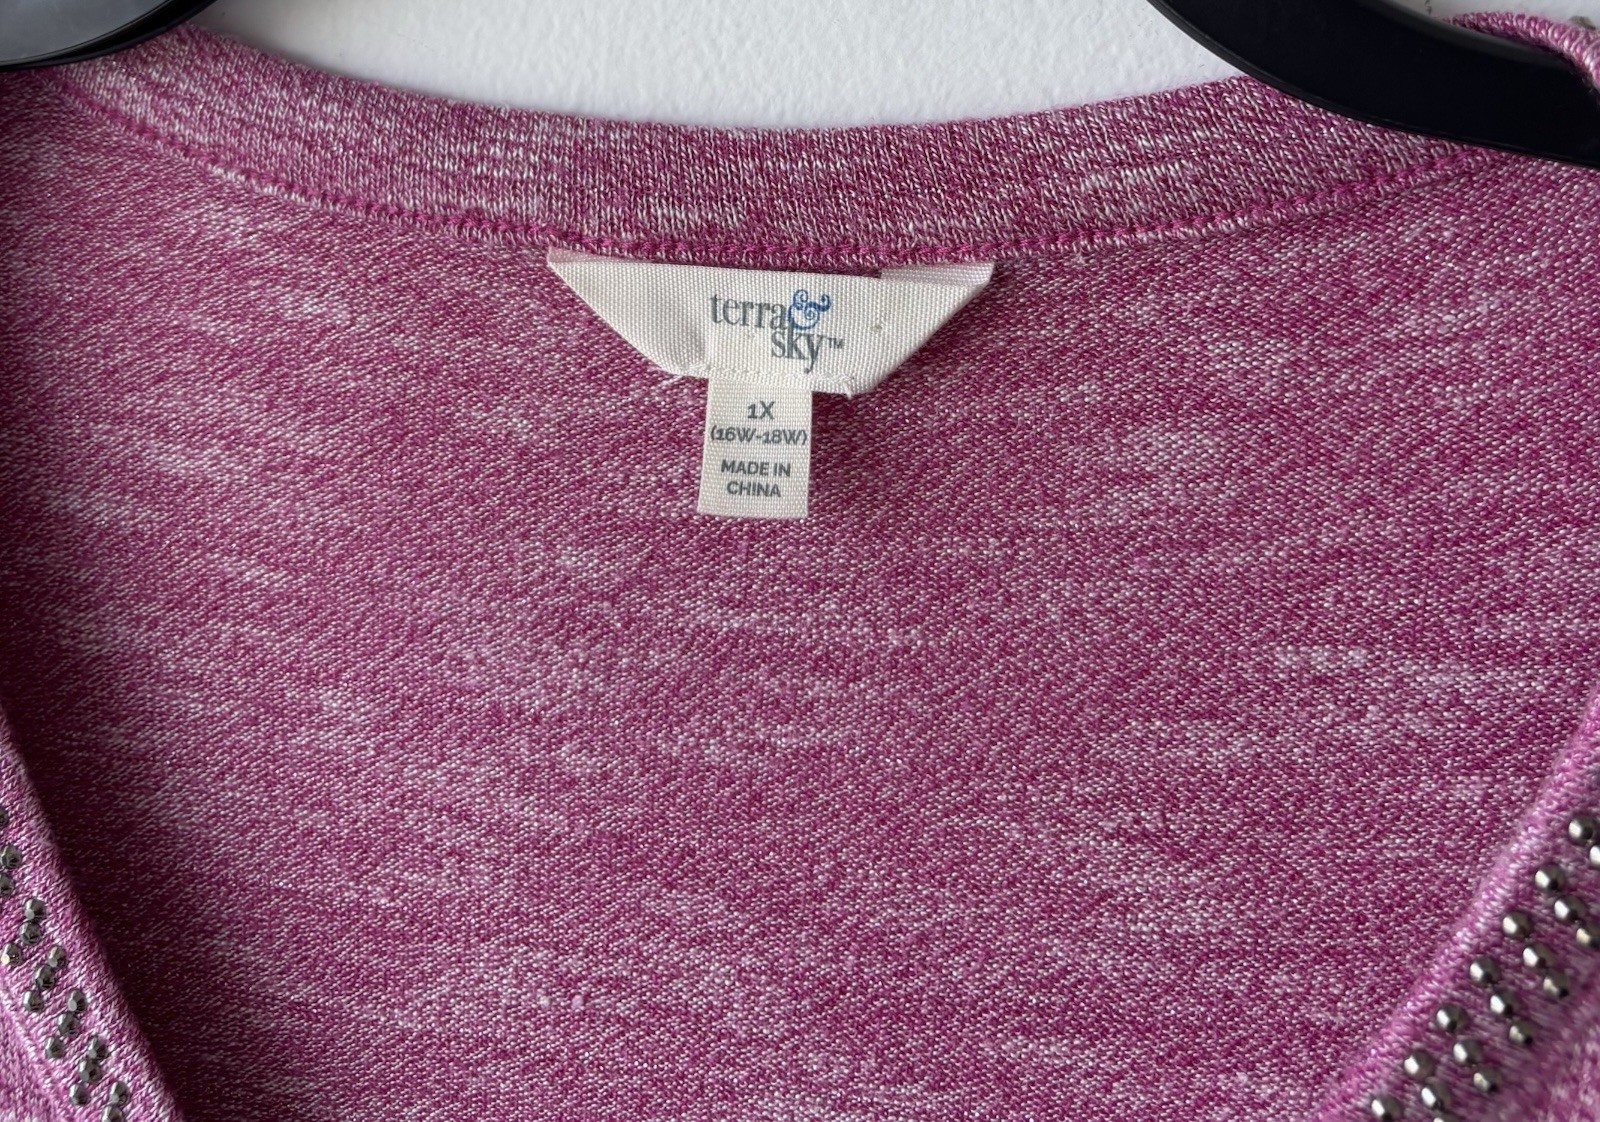 terra &
sky™
1X
(16W-18W)
MADE IN
CHINA